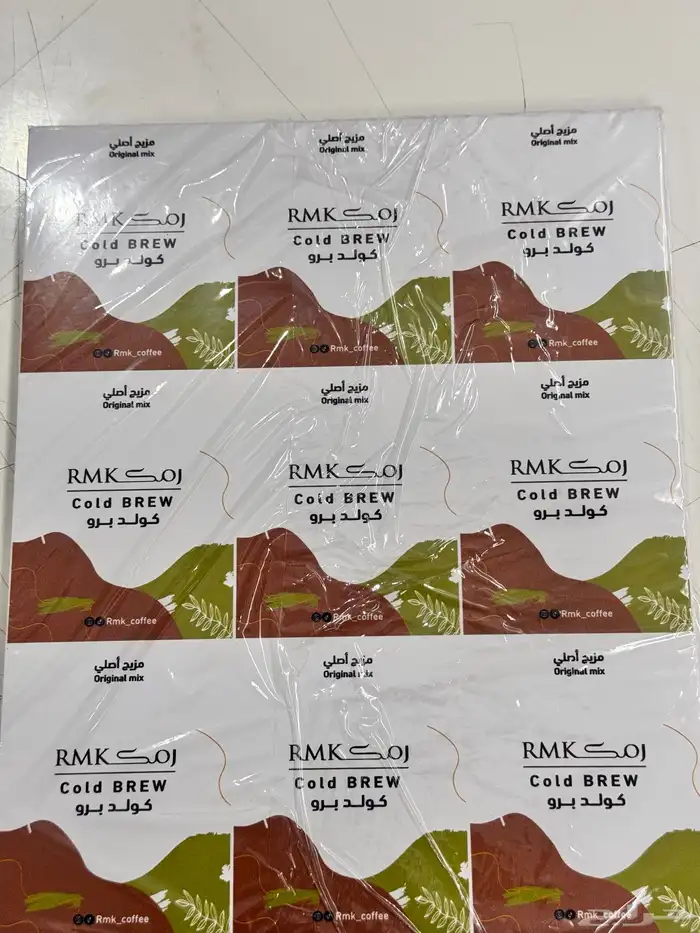 مزيج أصلي
Original mix
RMK رمك
Cold BREW
كولد برو
Rmk_coffee
مزيج أصلي
Original mix
RMK رمك
Cold BREW
كولد برو
Rmk_coffee
مزيج أصلي
Original mix
RMK رمك
Cold BREW
كولد برو
Rmk_coffee
مزيج أصلي
Original mix
RMK رمك
Cold BREW
كولد برو
Rmk_coffee
مزيج أصلي
Original mix
RMK رمك
Cold BREW
كولد برو
Rmk_coffee
مزيج أصلي
Original mix
RMK رمك
Cold BREW
كولد برو
Rmk_coffee
مزيج أصلي
Original mix
RMK رمك
Cold BREW
كولد برو
Rmk_coffee
مزيج أصلي
Original mix
RMK رمك
Cold BREW
كولد برو
Rmk_coffee
مزيج أصلي
Original mix
RMK رمك
Cold BREW
كولد برو
Rmk_coffee
حراج